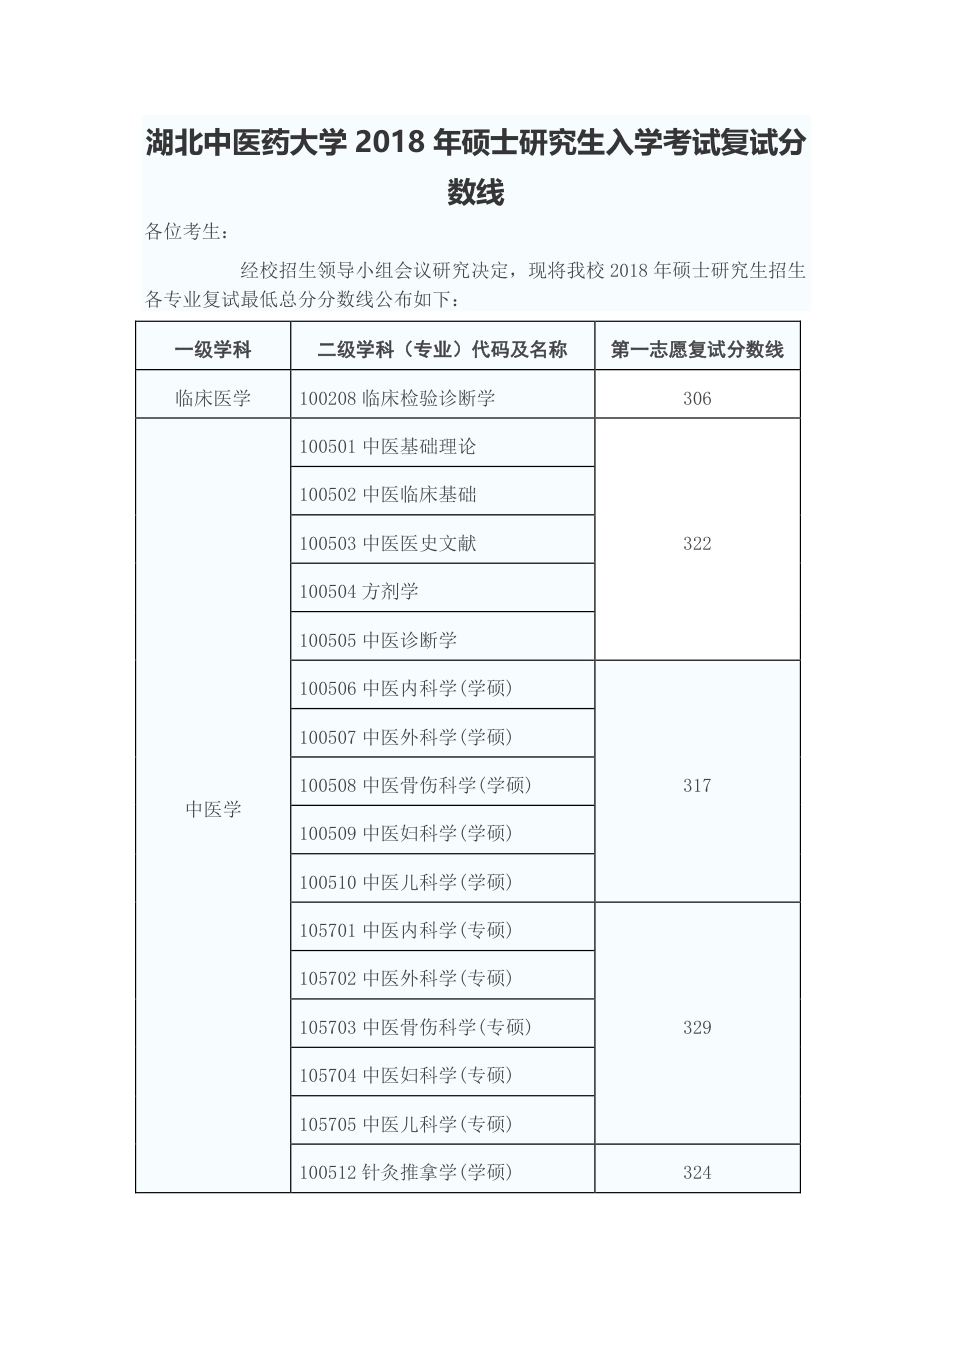 湖北中医药大学 2018 年硕士研究生入学考试复试分
数线
各位考生：
经校招生领导小组会议研究决定，现将我校 2018 年硕士研究生招生
各专业复试最低总分分数线公布如下：
一级学科 二级学科（专业）代码及名称 第一志愿复试分数线
临床医学 100208 临床检验诊断学 306
100501 中医基础理论
100502 中医临床基础
100503 中医医史文献 322
100504 方剂学
100505 中医诊断学
100506 中医内科学(学硕)
100507 中医外科学(学硕)
100508 中医骨伤科学(学硕) 317
中医学
100509 中医妇科学(学硕)
100510 中医儿科学(学硕)
105701 中医内科学(专硕)
105702 中医外科学(专硕)
105703 中医骨伤科学(专硕) 329
105704 中医妇科学(专硕)
105705 中医儿科学(专硕)
100512 针灸推拿学(学硕) 324